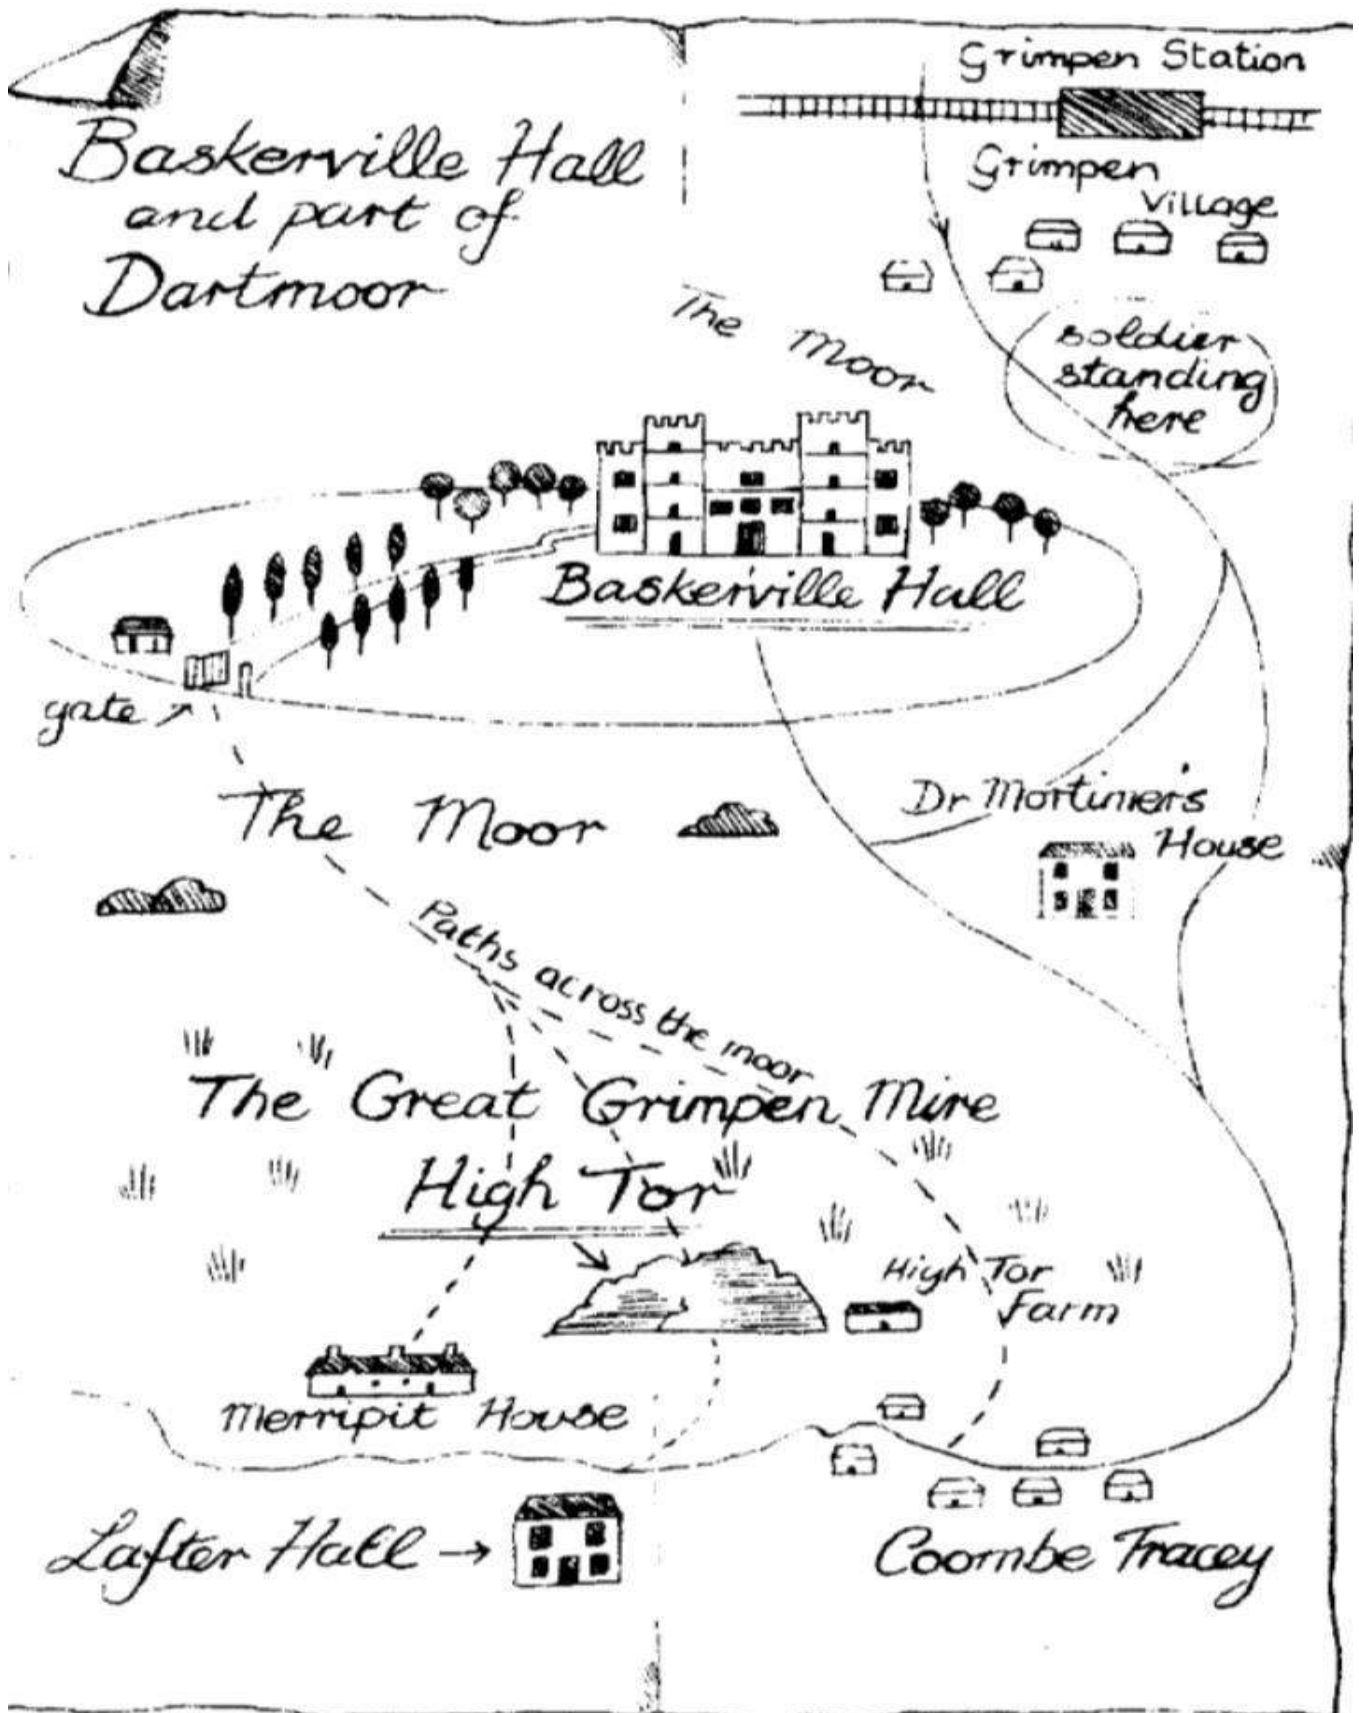 Grimpen Station
Baskerville Hall
and part of
Dartmoor
Grimpen
Village
The Moor
soldier
standing
here
Baskerville Hall
gate
The Moor
Dr Mortimer's
House
Paths across the moor
The Great Grimpen Mire
High Tor
High Tor
Farm
Merripit House
Lafter Hall
Coombe Tracey